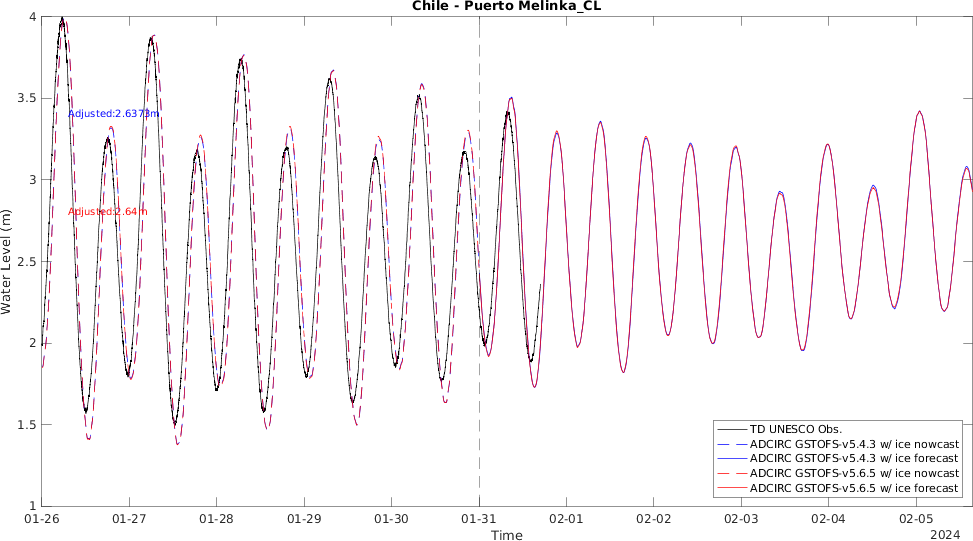 Chile - Puerto Melinka_CL
4
3.5
3
2.5
2
1.5
1
Water Level (m)
Adjusted:2.6373m
Adjusted:2.64m
TD UNESCO Obs.
ADCIRC GSTOFS-v5.4.3 w/ ice nowcast
ADCIRC GSTOFS-v5.4.3 w/ ice forecast
ADCIRC GSTOFS-v5.6.5 w/ ice nowcast
ADCIRC GSTOFS-v5.6.5 w/ ice forecast
01-26 01-27 01-28 01-29 01-30 01-31 02-01 02-02 02-03 02-04 02-05
Time
2024